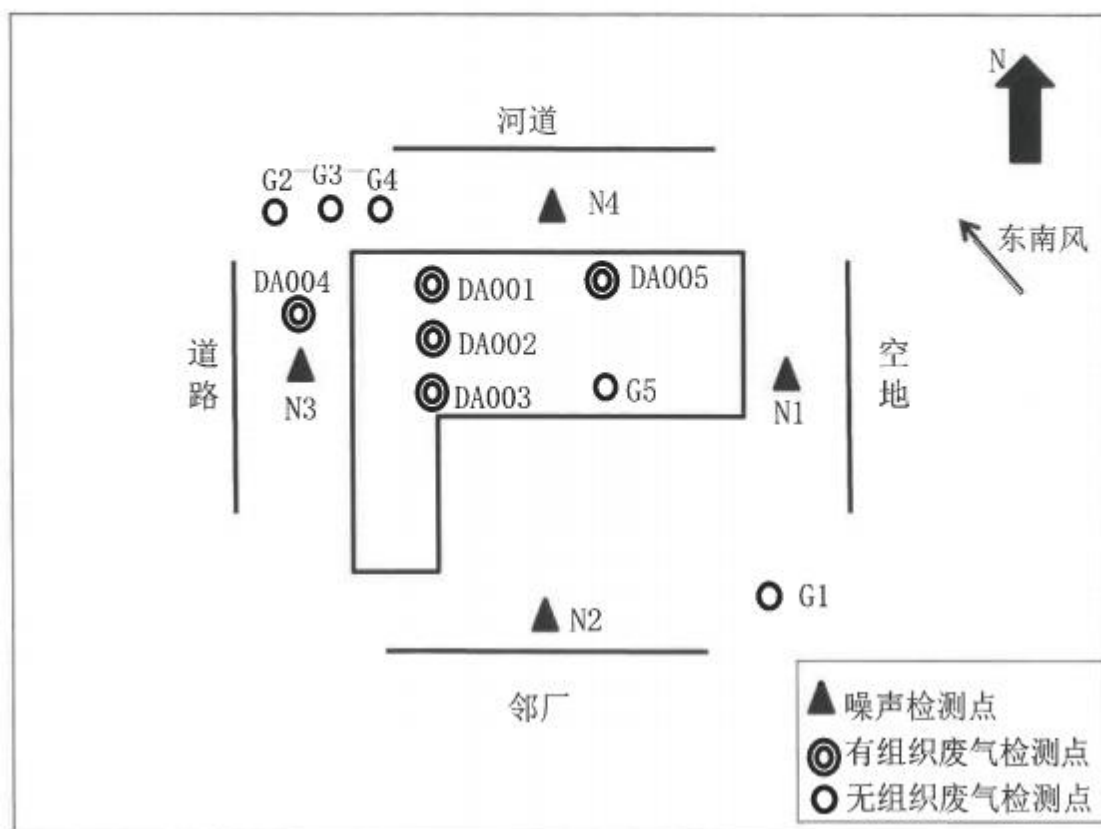 N
河道
G2 G3 G4
N4
东南风
DA004
DA001
DA005
DA002
道路
空地
DA003
G5
N3
N1
G1
N2
邻厂
噪声检测点
有组织废气检测点
无组织废气检测点